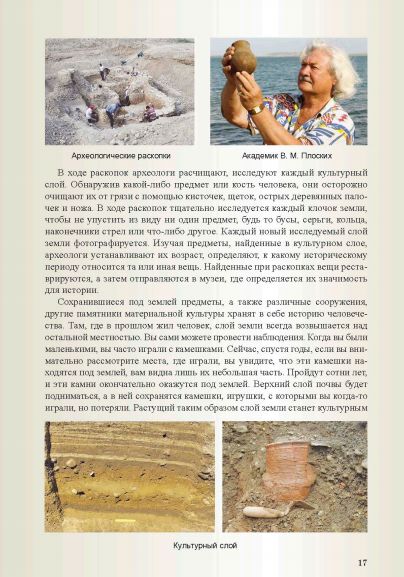 Археологические раскопки
Академик В. М. Плоских
В ходе раскопок археологи расчищают, исследуют каждый культурный
слой. Обнаружив какой-либо предмет или кость человека, они осторожно
очищают их от грязи с помощью кисточек, щеток, острых деревянных пало-
чек и ножа. В ходе раскопок тщательно исследуется каждый клочок земли,
чтобы не упустить из виду ни один предмет, будь то бусы, серьги, кольца,
наконечники стрел или что-либо другое. Каждый новый исследуемый слой
земли фотографируется. Изучая предметы, найденные в культурном слое,
археологи устанавливают их возраст, определяют, к какому историческому
периоду относится та или иная вещь. Найденные при раскопках вещи реста-
врируются, а затем отправляются в музеи, где определяется их значимость
для истории.
Сохранившиеся под землей предметы, а также различные сооружения,
другие памятники материальной культуры хранят в себе историю человече-
ства. Там, где в прошлом жил человек, слой земли всегда возвышается над
остальной местностью. Вы сами можете провести наблюдения. Когда вы были
маленькими, вы часто играли с камешками. Сейчас, спустя годы, если вы вни-
мательно рассмотрите места, где играли, вы увидите, что эти камешки на-
ходятся под землей, вам видна лишь их небольшая часть. Пройдут сотни лет,
и эти камни окончательно окажутся под землей. Верхний слой почвы будет
подниматься, а в ней сохранятся камешки, игрушки, с которыми вы когда-то
играли, но потеряли. Растущий таким образом слой земли станет культурным
Культурный слой
17